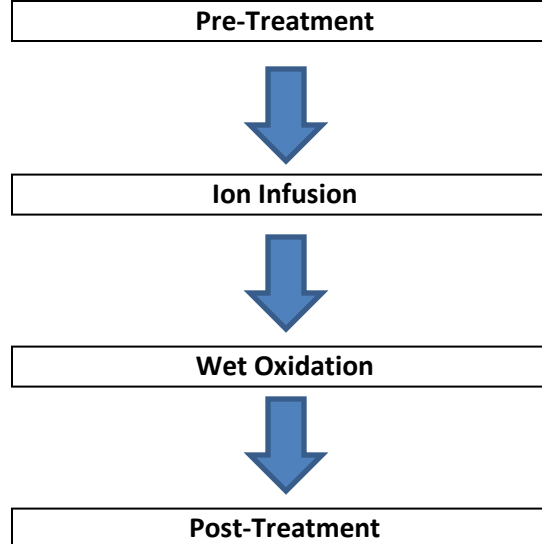 Pre-Treatment
Ion Infusion
Wet Oxidation
Post-Treatment